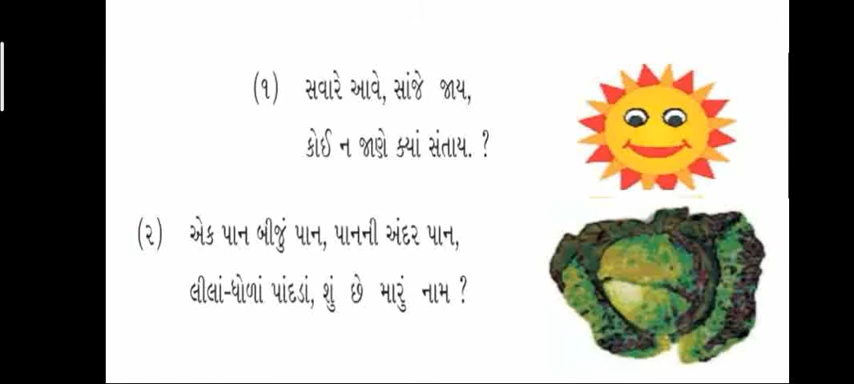 (૧) સવારે આવે, સાંજે જાય,
કોઈ ન જાણે ક્યાં સંતાય. ?
(૨) એક પાન બીજું પાન, પાનની અંદર પાન,
લીલાં-ધોળાં પાંદડાં, શું છે મારું નામ ?